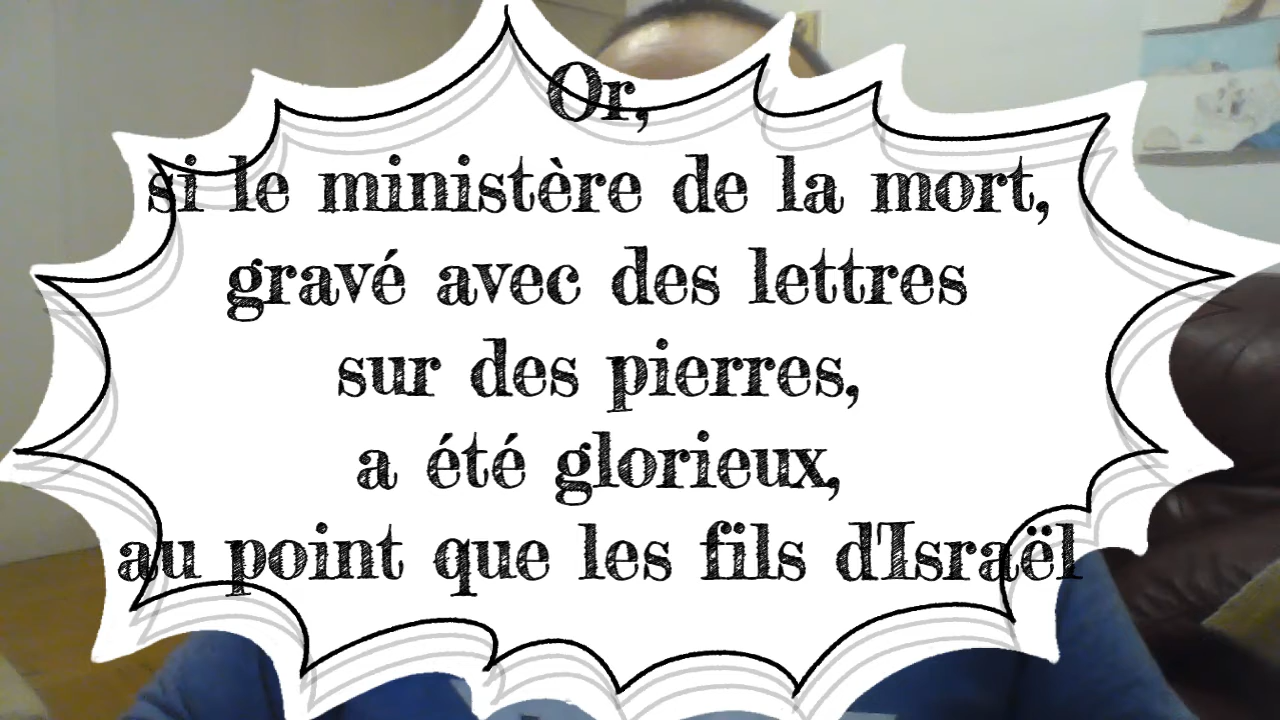 Or,
si le ministère de la mort,
gravé avec des lettres
sur des pierres,
a été glorieux,
au point que les fils d'Israël